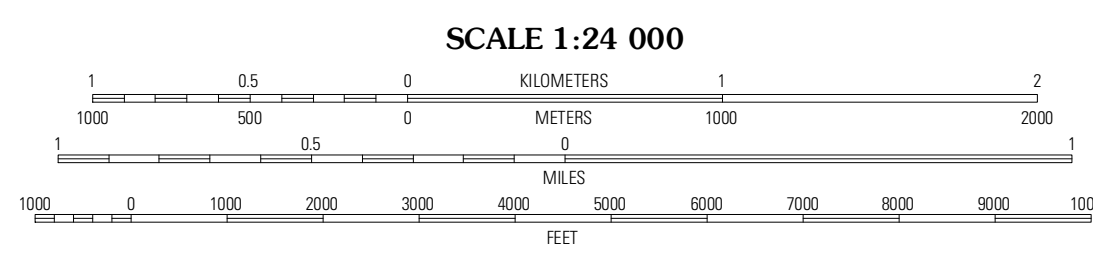 SCALE 1:24 000
1 0.5 0 KILOMETERS 1 2
1000 500 0 METERS 1000 2000
1 0.5 0 1
MILES
1000 0 1000 2000 3000 4000 5000 6000 7000 8000 9000 100
FEET